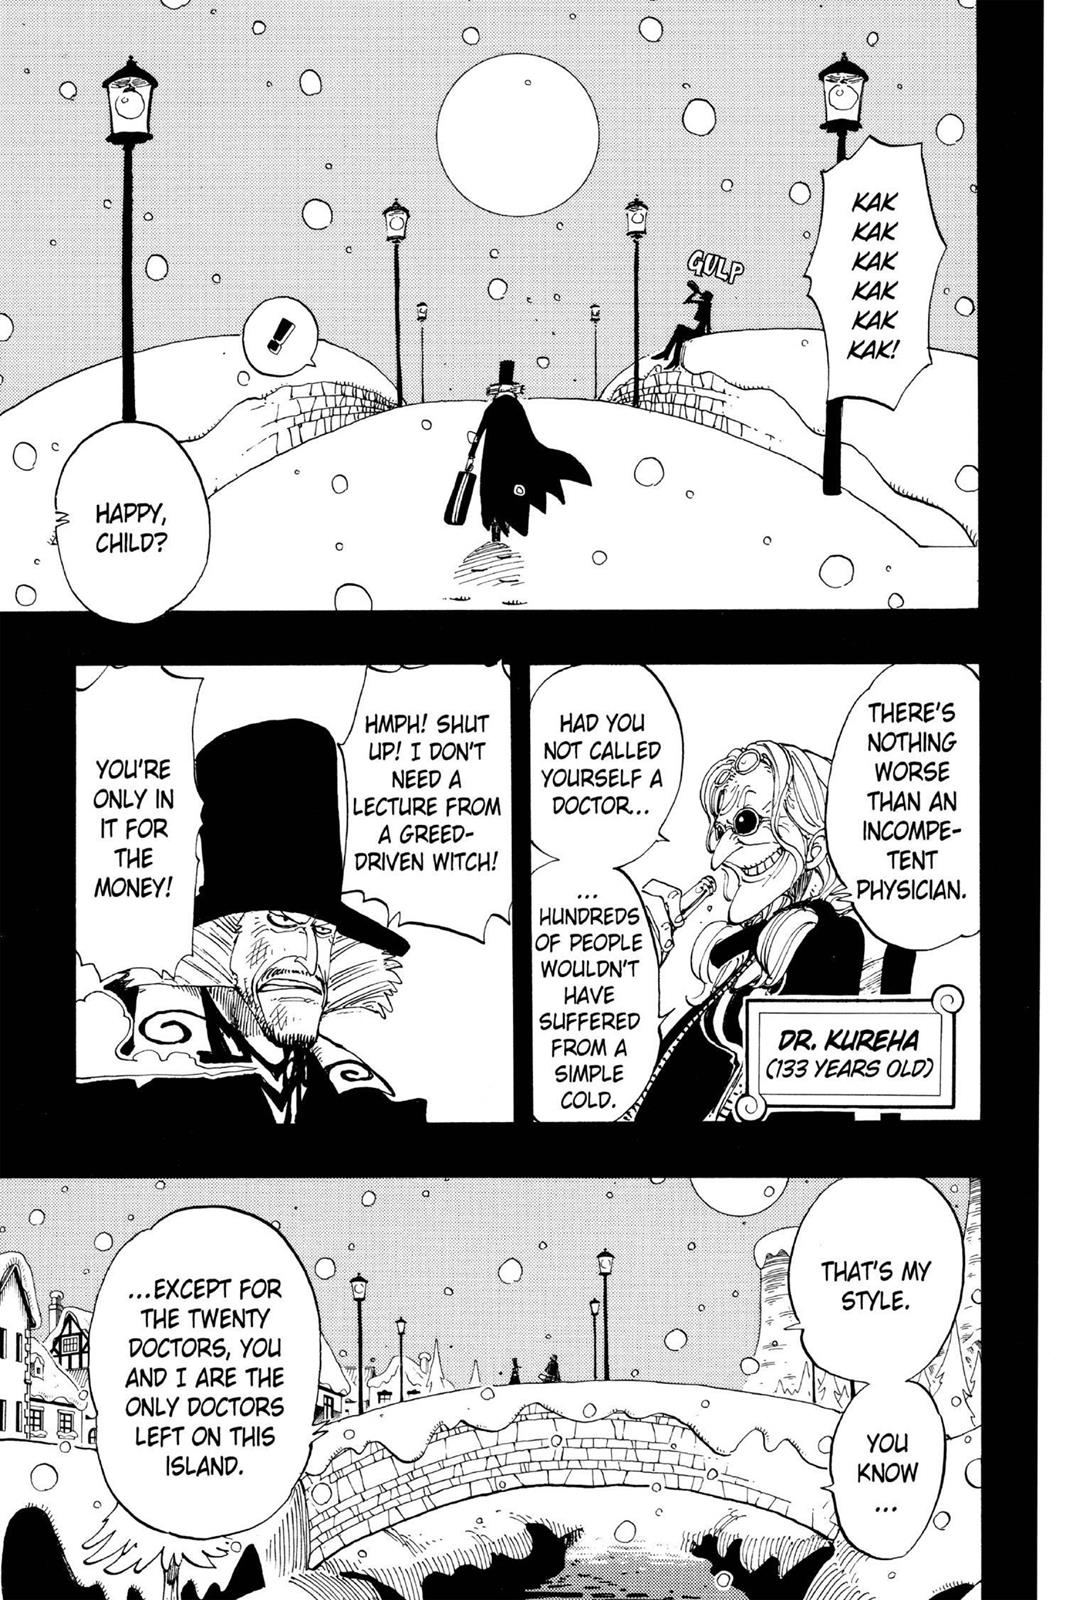 KAK
KAK
KAK
KAK
KAK
KAK!
GULP
!
HAPPY,
CHILD?
THERE'S
NOTHING
WORSE
THAN AN
INCOMPE-
TENT
PHYSICIAN.
HAD YOU
NOT CALLED
YOURSELF A
DOCTOR...
...
HUNDREDS
OF PEOPLE
WOULDN'T
HAVE
SUFFERED
FROM A
SIMPLE
COLD.
DR. KUREHA
(133 YEARS OLD)
HMPH! SHUT
UP! I DON'T
NEED A
LECTURE FROM
A GREED-
DRIVEN WITCH!
YOU'RE
ONLY IN
IT FOR
THE
MONEY!
THAT'S MY
STYLE.
YOU
KNOW
...
...EXCEPT FOR
THE TWENTY
DOCTORS, YOU
AND I ARE THE
ONLY DOCTORS
LEFT ON THIS
ISLAND.